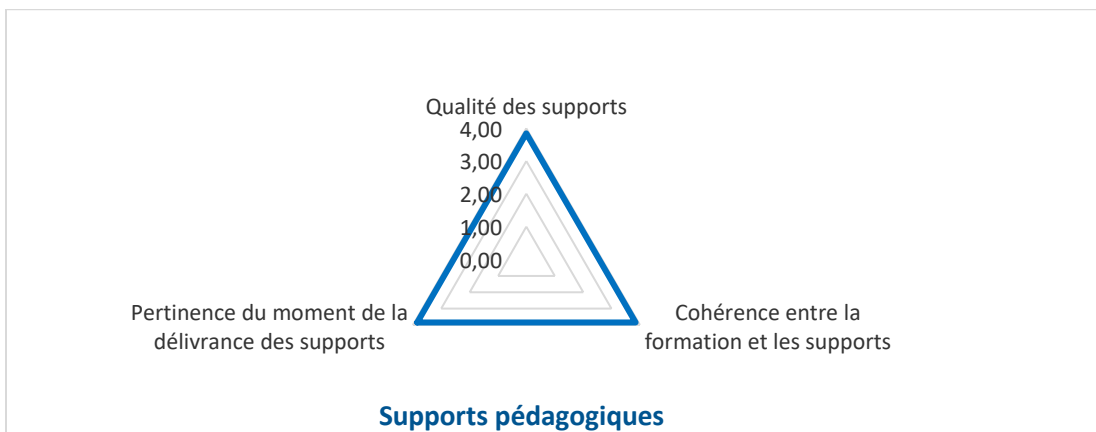 Qualité des supports
4,00
3,00
2,00
1,00
0,00
Pertinence du moment de la
délivrance des supports
Cohérence entre la
formation et les supports
Supports pédagogiques